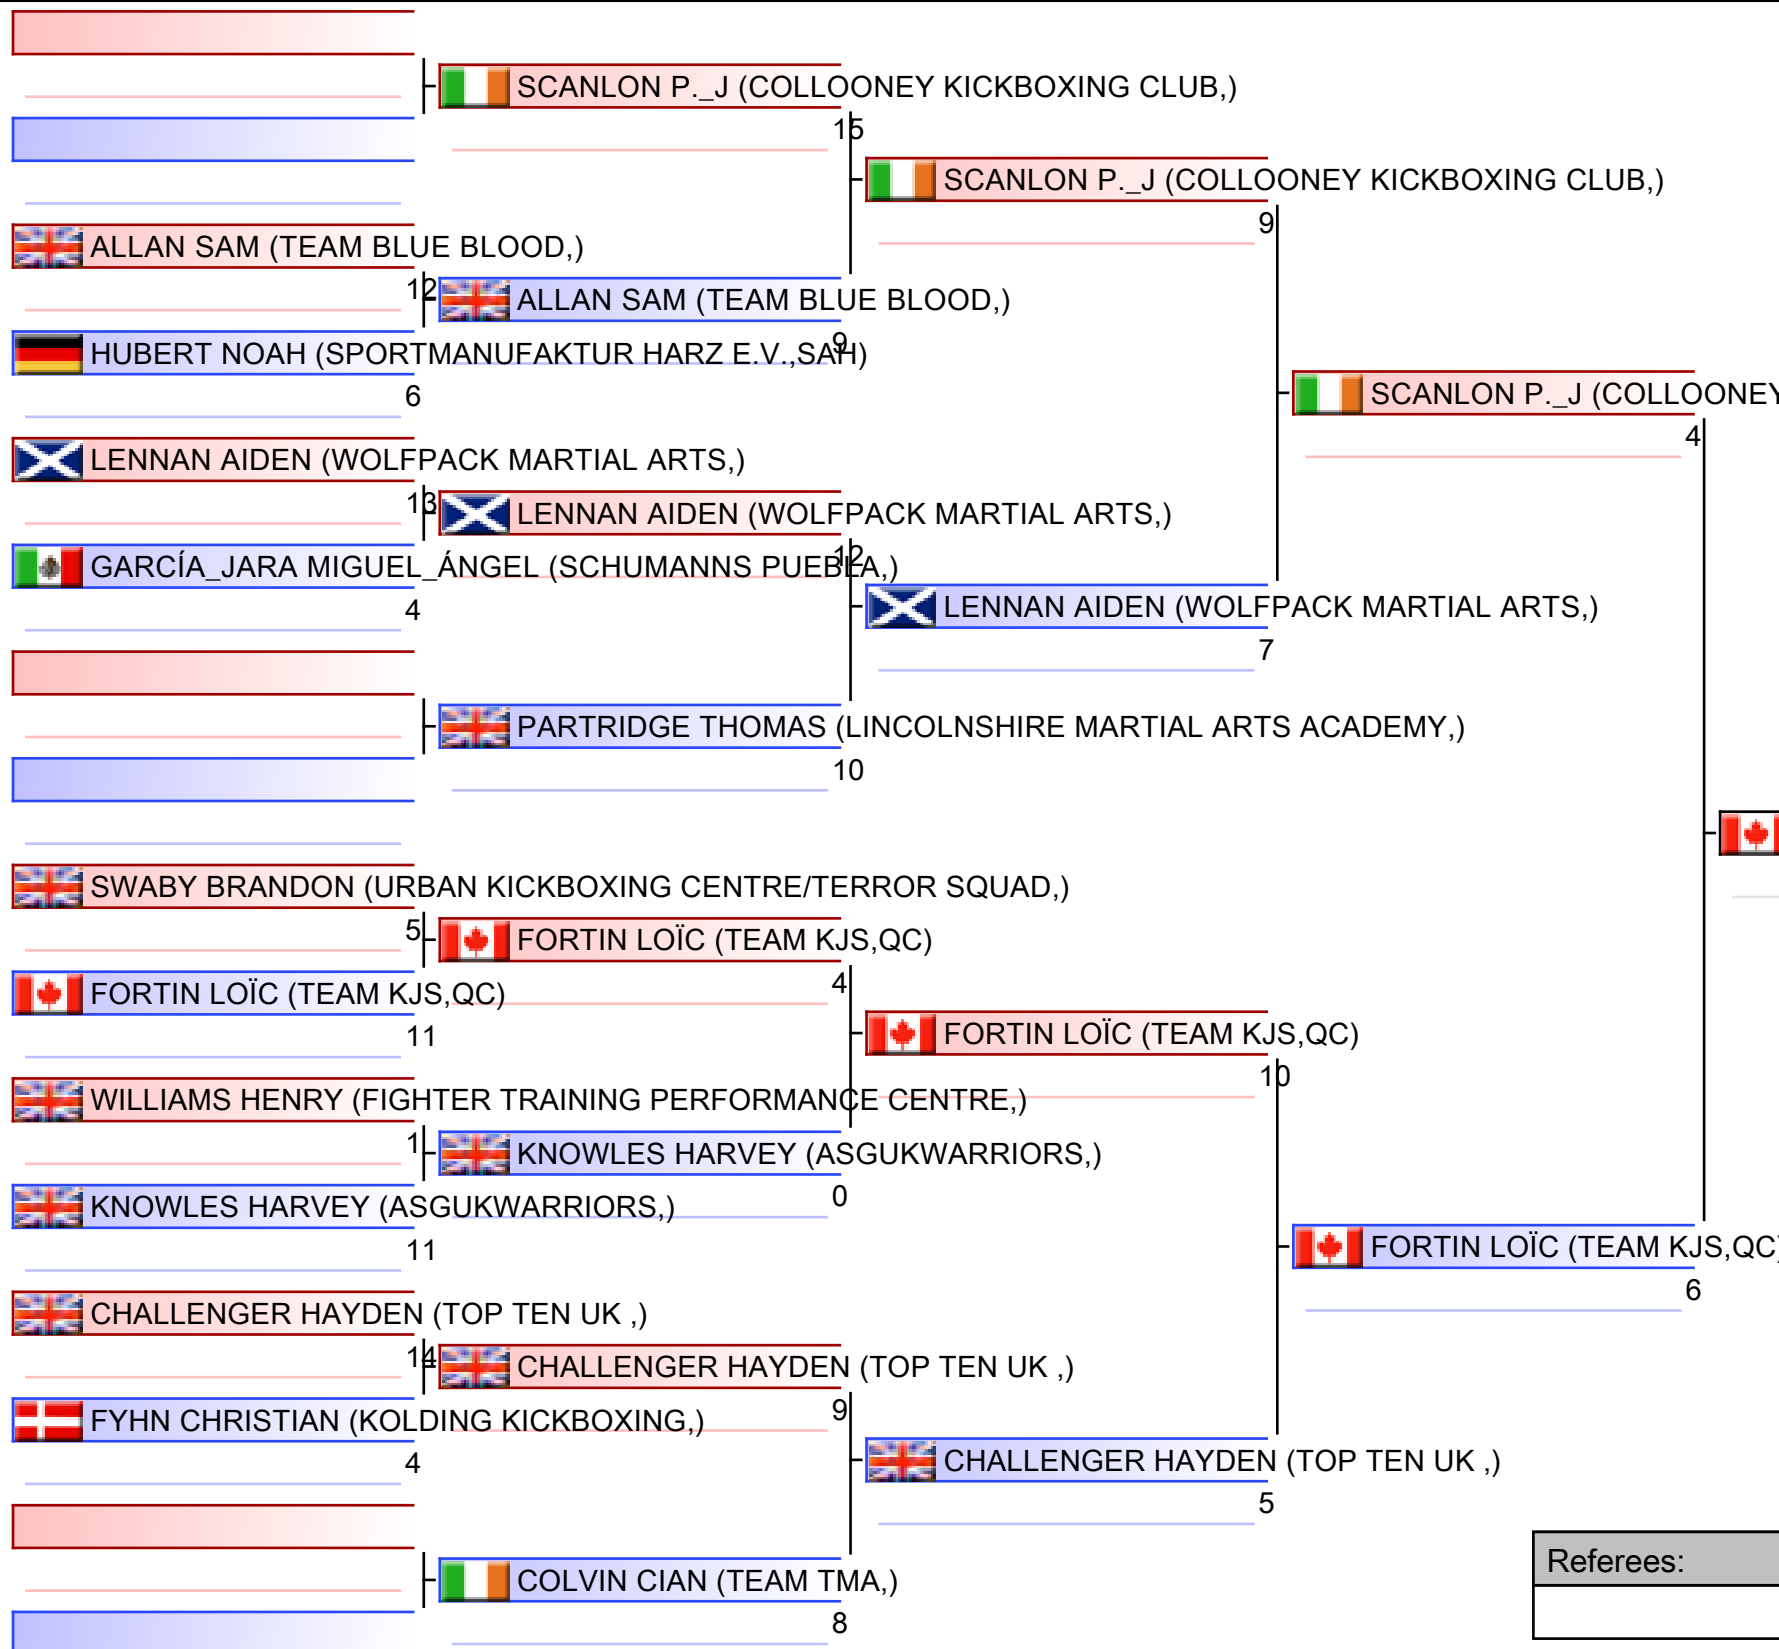 SCANLON P._J (COLLOONEY KICKBOXING CLUB,)
15
SCANLON P._J (COLLOONEY KICKBOXING CLUB,)
9
ALLAN SAM (TEAM BLUE BLOOD,)
12
ALLAN SAM (TEAM BLUE BLOOD,)
9
HUBERT NOAH (SPORTMANUFAKTUR HARZ E.V.,SAH)
6
SCANLON P._J (COLLOONEY
4
LENNAN AIDEN (WOLFPACK MARTIAL ARTS,)
13
LENNAN AIDEN (WOLFPACK MARTIAL ARTS,)
12
GARCÍA_JARA MIGUEL_ÁNGEL (SCHUMANNS PUEBLA,)
4
LENNAN AIDEN (WOLFPACK MARTIAL ARTS,)
7
PARTRIDGE THOMAS (LINCOLNSHIRE MARTIAL ARTS ACADEMY,)
10
SWABY BRANDON (URBAN KICKBOXING CENTRE/TERROR SQUAD,)
5
FORTIN LOÏC (TEAM KJS,QC)
4
FORTIN LOÏC (TEAM KJS,QC)
11
FORTIN LOÏC (TEAM KJS,QC)
10
WILLIAMS HENRY (FIGHTER TRAINING PERFORMANCE CENTRE,)
1
KNOWLES HARVEY (ASGUKWARRIORS,)
0
KNOWLES HARVEY (ASGUKWARRIORS,)
11
FORTIN LOÏC (TEAM KJS,QC)
6
CHALLENGER HAYDEN (TOP TEN UK ,)
14
CHALLENGER HAYDEN (TOP TEN UK ,)
9
FYHN CHRISTIAN (KOLDING KICKBOXING,)
4
CHALLENGER HAYDEN (TOP TEN UK ,)
5
COLVIN CIAN (TEAM TMA,)
8
Referees: